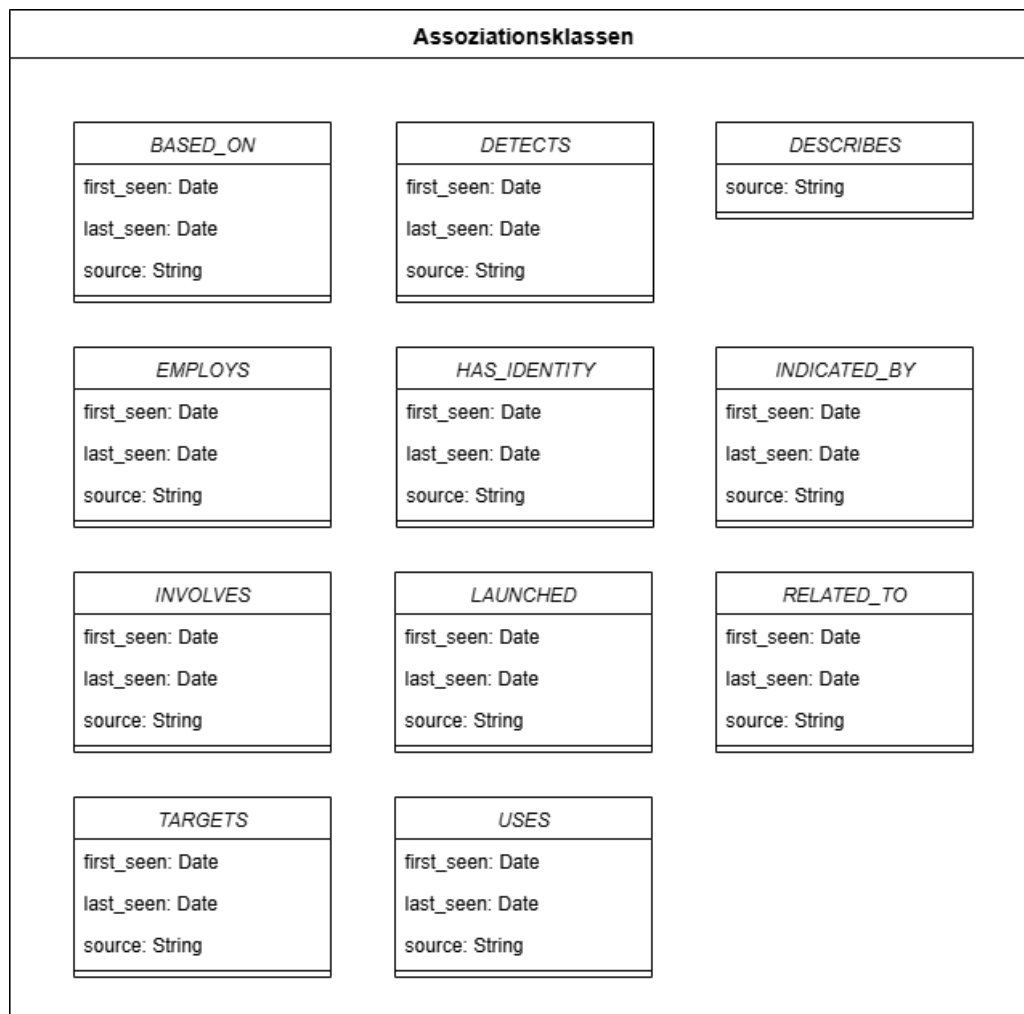 Assoziationsklassen
BASED_ON
first_seen: Date
last_seen: Date
source: String
DETECTS
first_seen: Date
last_seen: Date
source: String
DESCRIBES
source: String
EMPLOYS
first_seen: Date
last_seen: Date
source: String
HAS_IDENTITY
first_seen: Date
last_seen: Date
source: String
INDICATED_BY
first_seen: Date
last_seen: Date
source: String
INVOLVES
first_seen: Date
last_seen: Date
source: String
LAUNCHED
first_seen: Date
last_seen: Date
source: String
RELATED_TO
first_seen: Date
last_seen: Date
source: String
TARGETS
first_seen: Date
last_seen: Date
source: String
USES
first_seen: Date
last_seen: Date
source: String